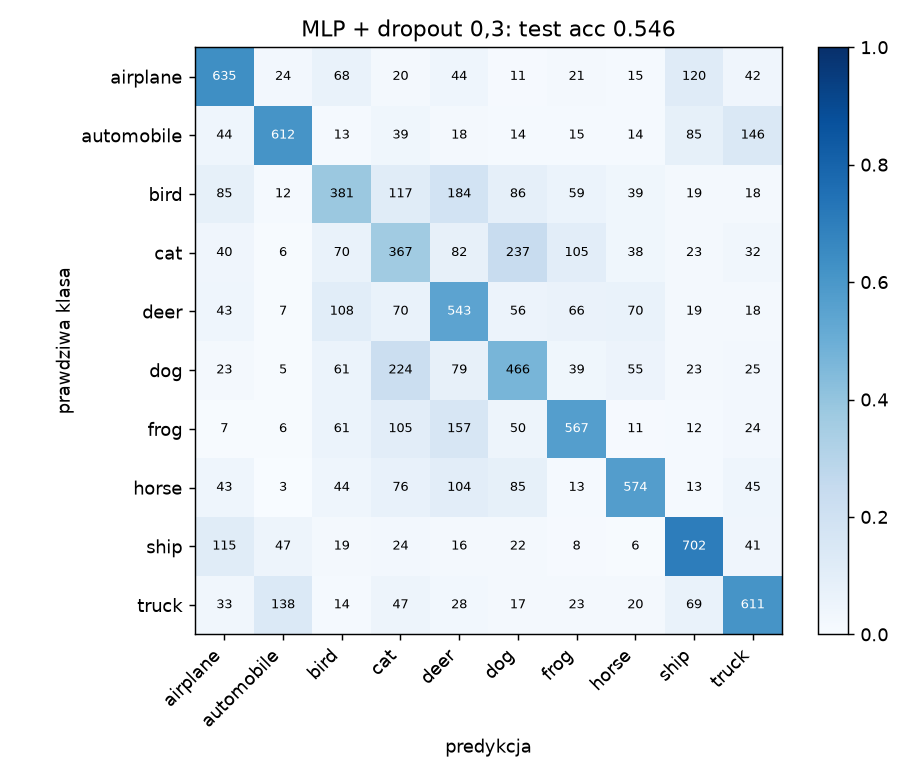 MLP + dropout 0,3: test acc 0.546
airplane 635 24 68 20 44 11 21 15 120 42
automobile 44 612 13 39 18 14 15 14 85 146
bird 85 12 381 117 184 86 59 39 19 18
cat 40 6 70 367 82 237 105 38 23 32
deer 43 7 108 70 543 56 66 70 19 18
dog 23 5 61 224 79 466 39 55 23 25
frog 7 6 61 105 157 50 567 11 12 24
horse 43 3 44 76 104 85 13 574 13 45
ship 115 47 19 24 16 22 8 6 702 41
truck 33 138 14 47 28 17 23 20 69 611
airplane automobile bird cat deer dog frog horse ship truck
predykcja
prawdziwa klasa
1.0
0.8
0.6
0.4
0.2
0.0